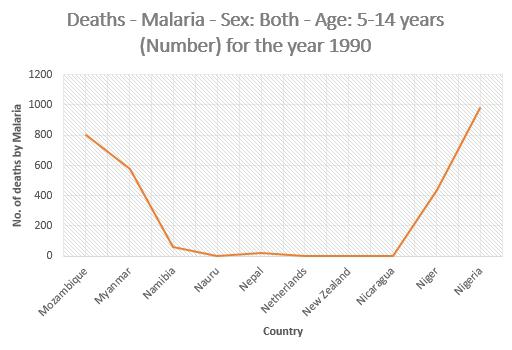 Deaths - Malaria - Sex: Both - Age: 5-14 years
(Number) for the year 1990
1200
1000
800
600
400
200
0
No. of deaths by Malaria
Mozambique
Myanmar
Namibia
Nauru
Nepal
Netherlands
New Zealand
Nicaragua
Niger
Nigeria
Country